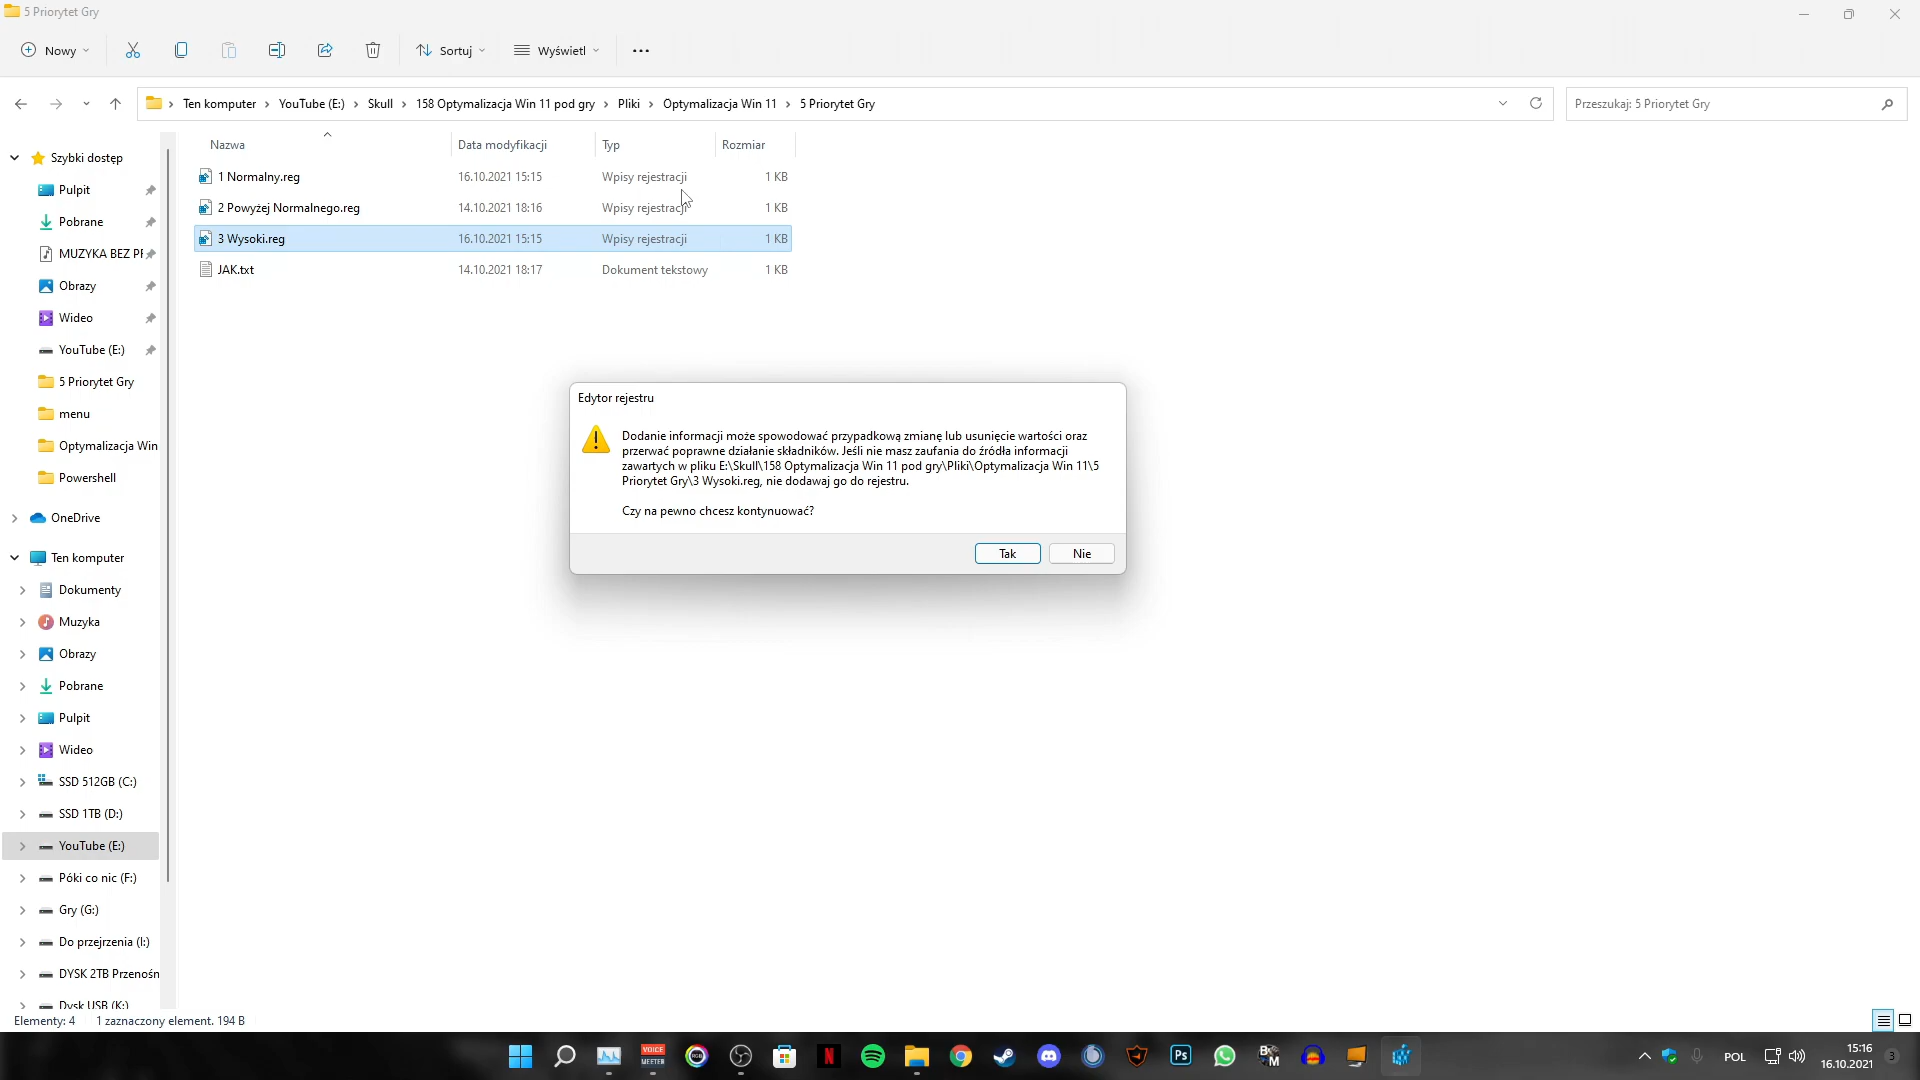 5 Priorytet Gry
Nowy
Sortuj
Wyświetl
Ten komputer
YouTube (E:)
Skull
158 Optymalizacja Win 11 pod gry
Pliki
Optymalizacja Win 11
5 Priorytet Gry
Przeszukaj: 5 Priorytet Gry
Nazwa
Data modyfikacji
Typ
Rozmiar
1 Normalny.reg
16.10.2021 15:15
Wpisy rejestracji
1 KB
2 Powyżej Normalnego.reg
14.10.2021 18:16
Wpisy rejestracji
1 KB
3 Wysoki.reg
16.10.2021 15:15
Wpisy rejestracji
1 KB
JAK.txt
14.10.2021 18:17
Dokument tekstowy
1 KB
Szybki dostęp
Pulpit
Pobrane
MUZYKA BEZ PR
Obrazy
Wideo
YouTube (E:)
5 Priorytet Gry
menu
Optymalizacja Win
Powershell
OneDrive
Ten komputer
Dokumenty
Muzyka
Obrazy
Pobrane
Pulpit
Wideo
SSD 512GB (C:)
SSD 1TB (D:)
YouTube (E:)
Póki co nic (F:)
Gry (G:)
Do przejrzenia (I:)
DYSK 2TB Przenośn
Dysk USB (K:)
Edytor rejestru
Dodanie informacji może spowodować przypadkową zmianę lub usunięcie wartości oraz
przerwać poprawne działanie składników. Jeśli nie masz zaufania do źródła informacji
zawartych w pliku E:\Skull\158 Optymalizacja Win 11 pod gry\Pliki\Optymalizacja Win 11\5
Priorytet Gry\3 Wysoki.reg, nie dodawaj go do rejestru.
Czy na pewno chcesz kontynuować?
Tak
Nie
Elementy: 4
1 zaznaczony element. 194 B
VOICE
MEETER
RGB
N
Ps
POL
15:16
16.10.2021
3